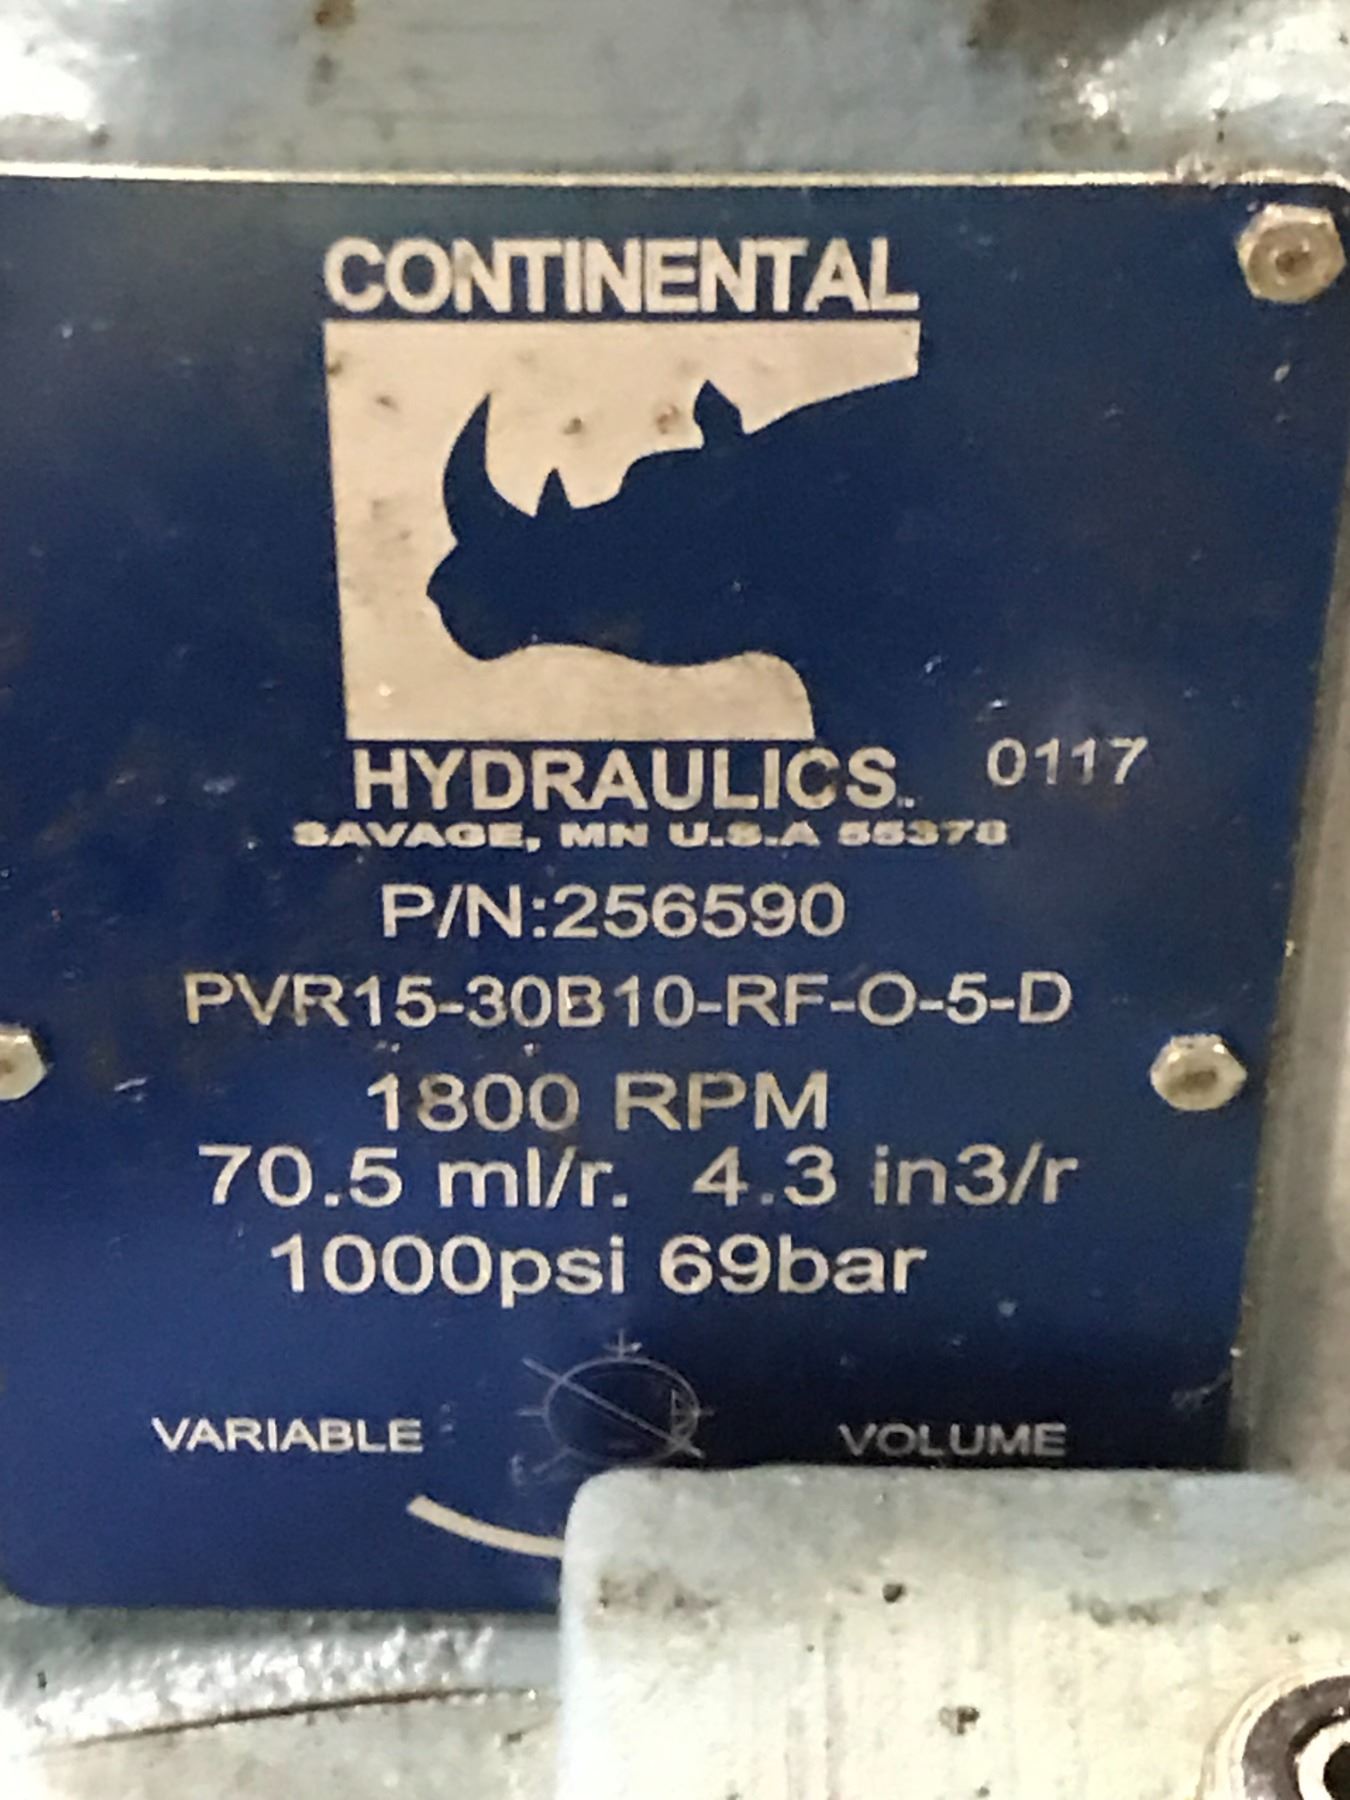 CONTINENTAL
HYDRAULICS. 0117
SAVAGE, MN U.S.A 55378
P/N:256590
PVR15-30B10-RF-O-5-D
1800 RPM
70.5 ml/r. 4.3 in3/r
1000psi 69bar
VARIABLE VOLUME